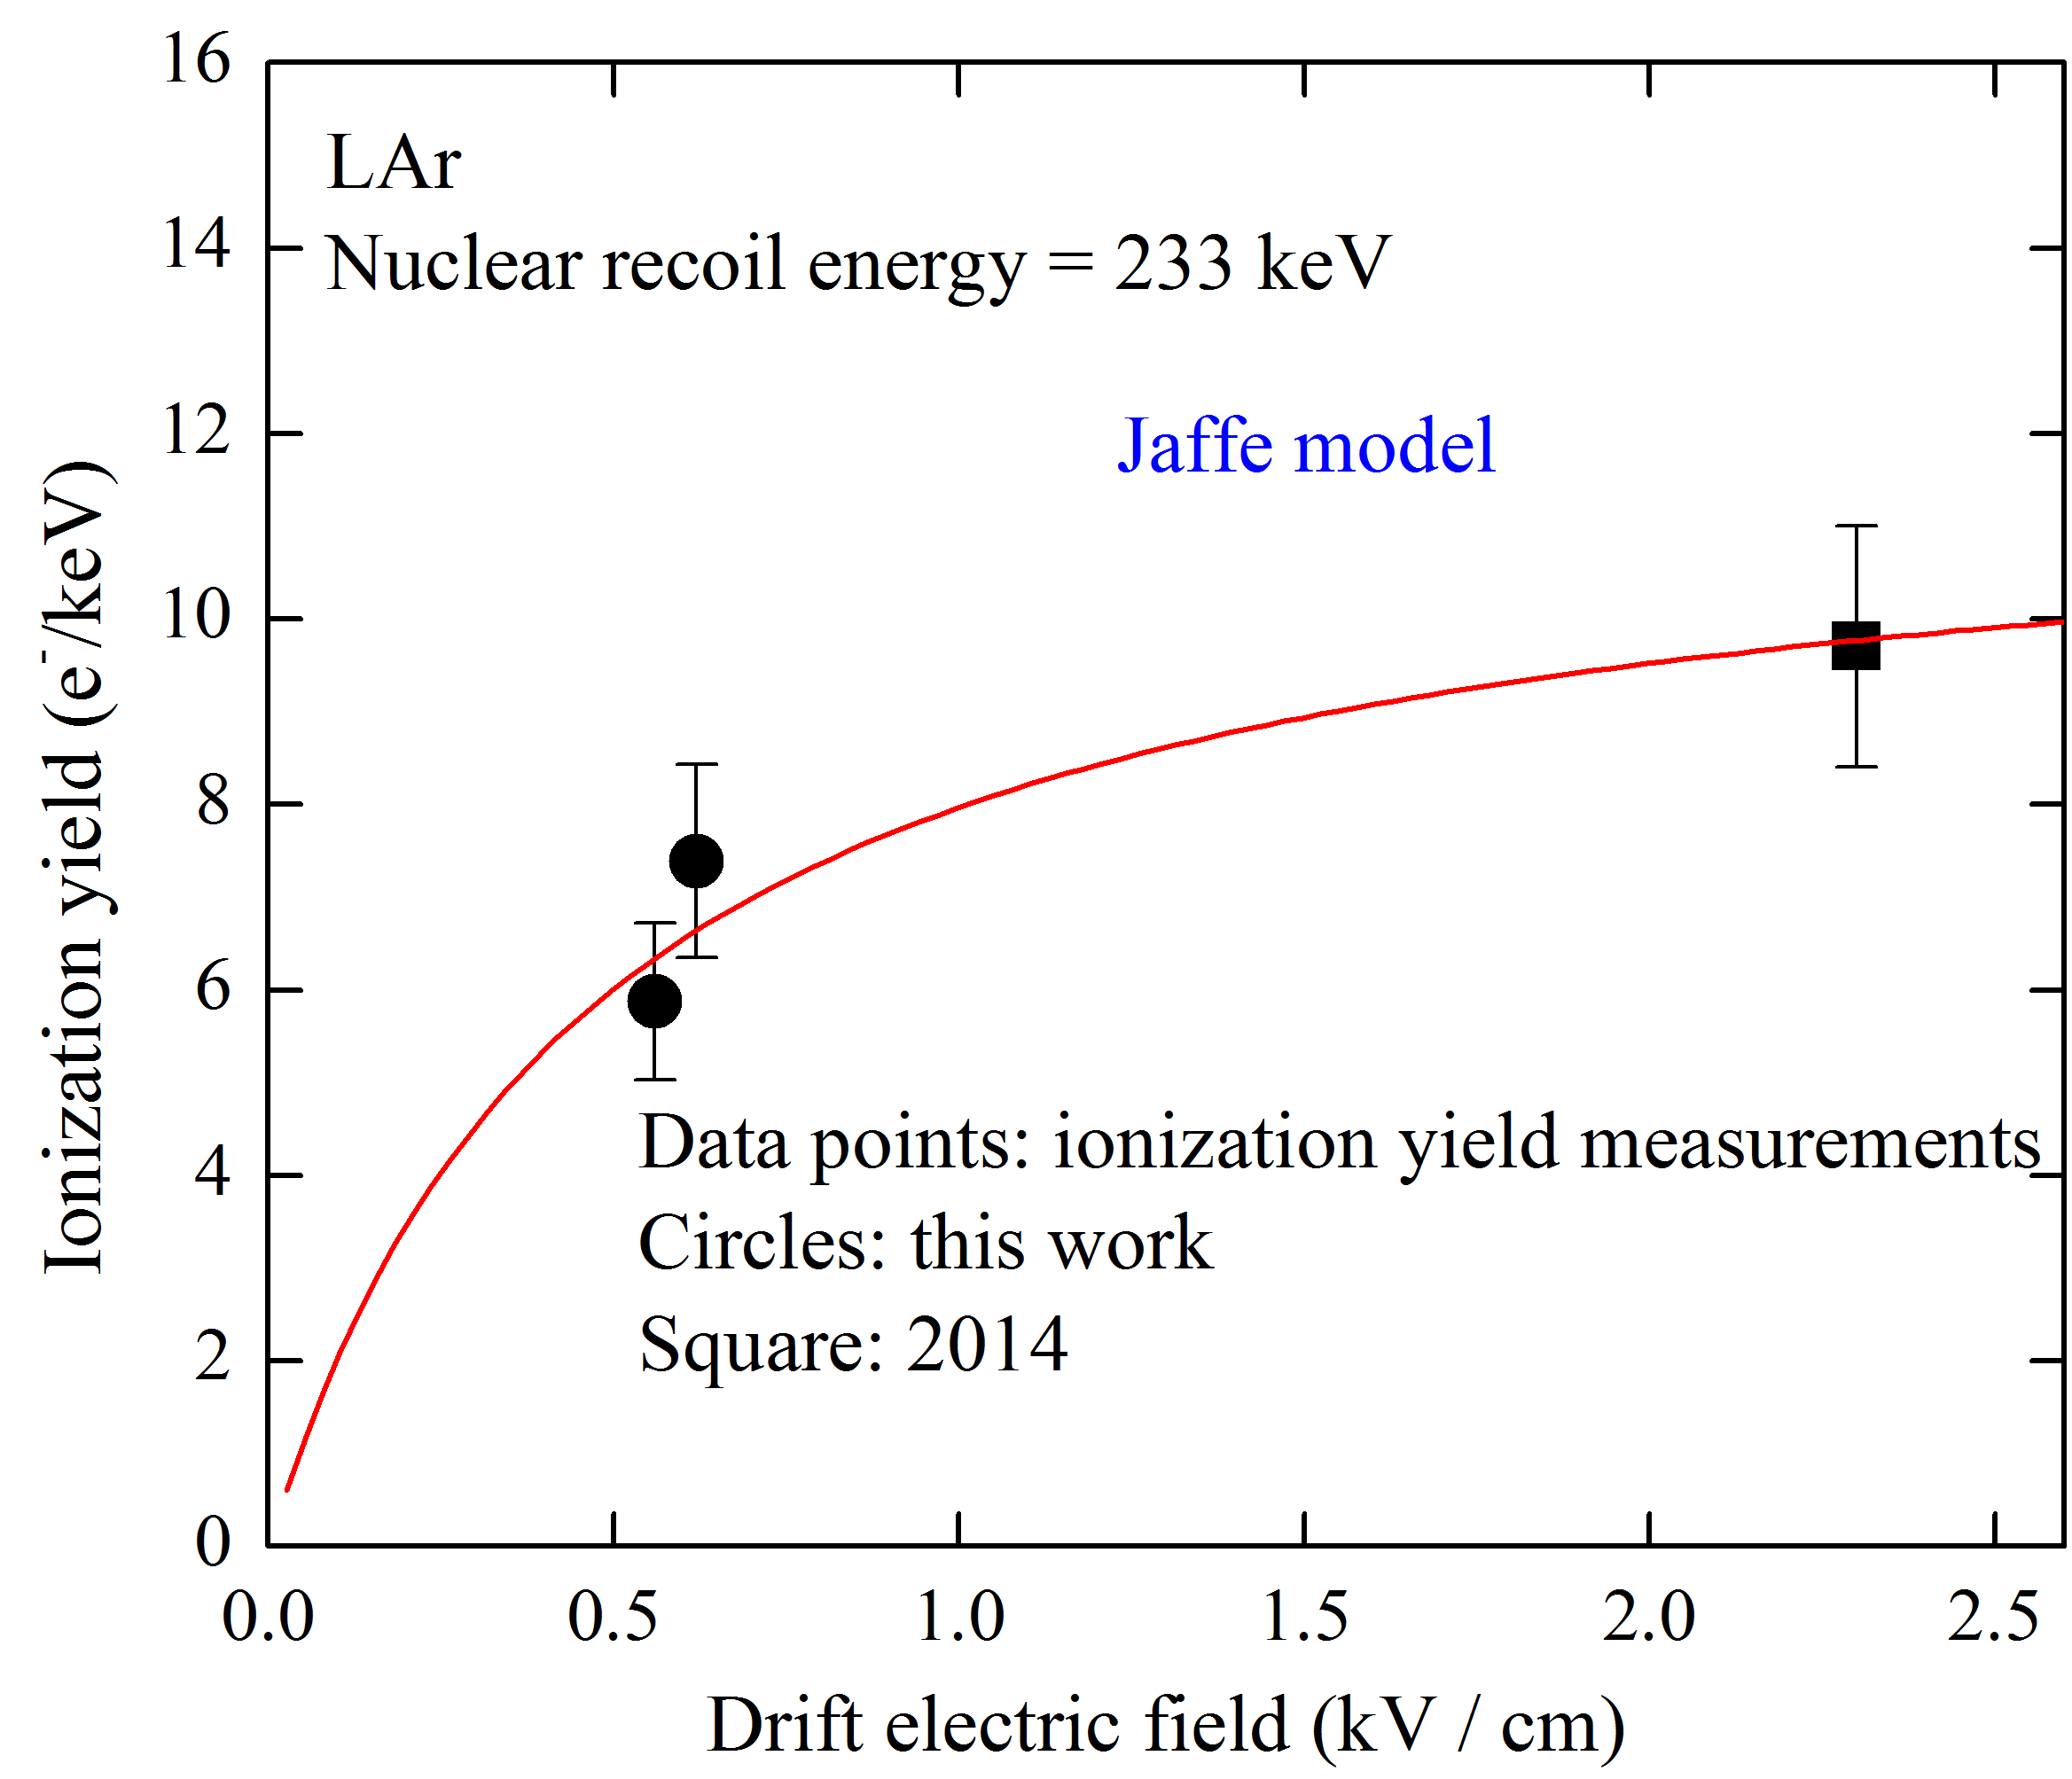 16
14
12
10
8
6
4
2
0
Ionization yield (e⁻/keV)
LAr
Nuclear recoil energy = 233 keV
Jaffe model
Data points: ionization yield measurements
Circles: this work
Square: 2014
0.0 0.5 1.0 1.5 2.0 2.5
Drift electric field (kV / cm)